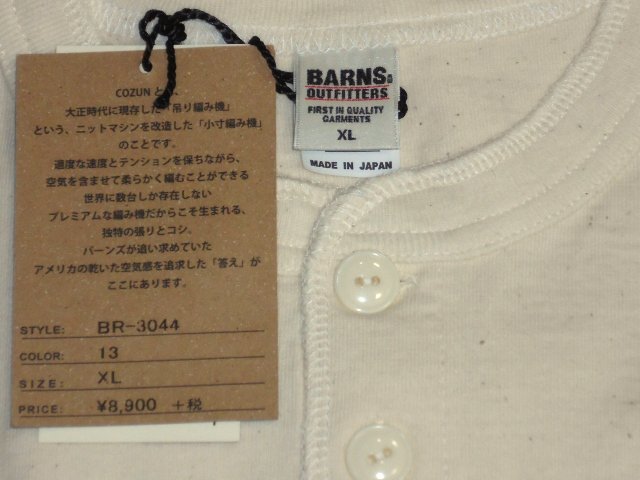 COZUN とは、
大正時代に現存した「吊り編み機」
という、ニットマシンを改造した「小寸編み機」
のことです。
適度な速度とテンションを保ちながら、
空気を含ませて柔らかく編むことができる
世界に数台しか存在しない
プレミアムな編み機だからこそ生まれる、
独特の張りとコシ。
バーンズが追い求めていた
アメリカの乾いた空気感を追求した「答え」が
ここにあります。
STYLE: BR-3044
COLOR: 13
SIZE: XL
PRICE: ¥8,900 +税
BARNS
OUTFITTERS
FIRST IN QUALITY
GARMENTS
XL
MADE IN JAPAN